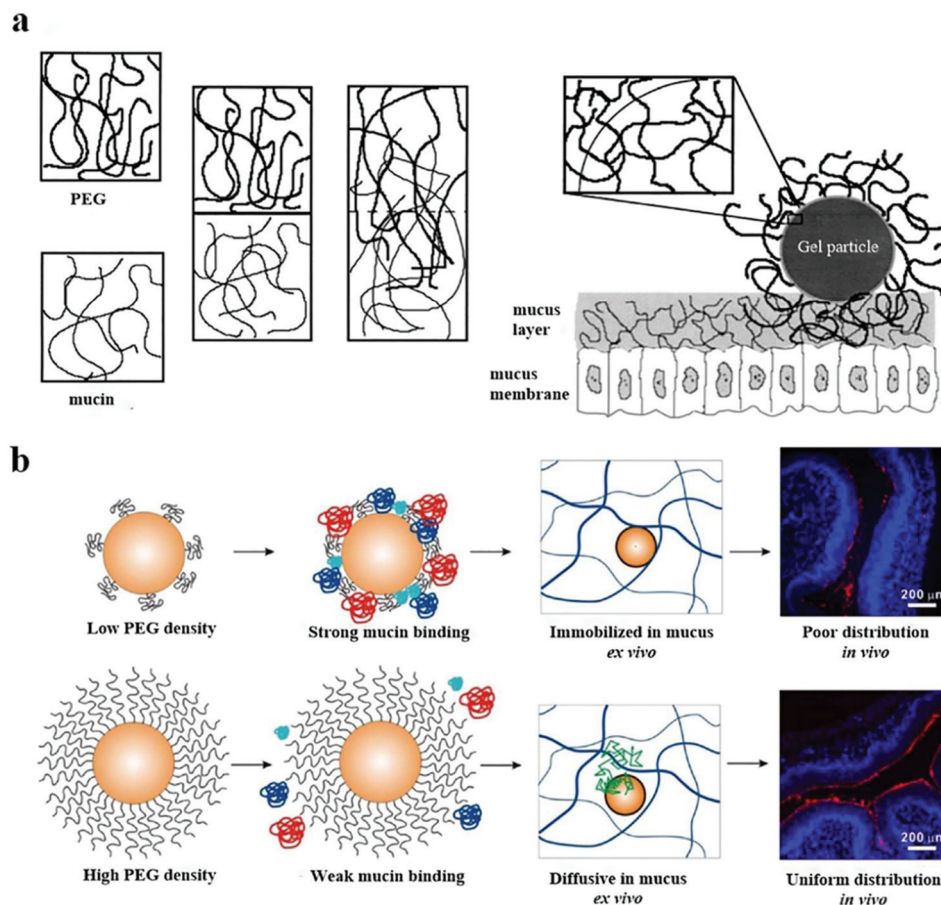 a
PEG
mucin
Gel particle
mucus
layer
mucus
membrane
b
Low PEG density
Strong mucin binding
Immobilized in mucus
ex vivo
200 μm
Poor distribution
in vivo
High PEG density
Weak mucin binding
Diffusive in mucus
ex vivo
200 μm
Uniform distribution
in vivo